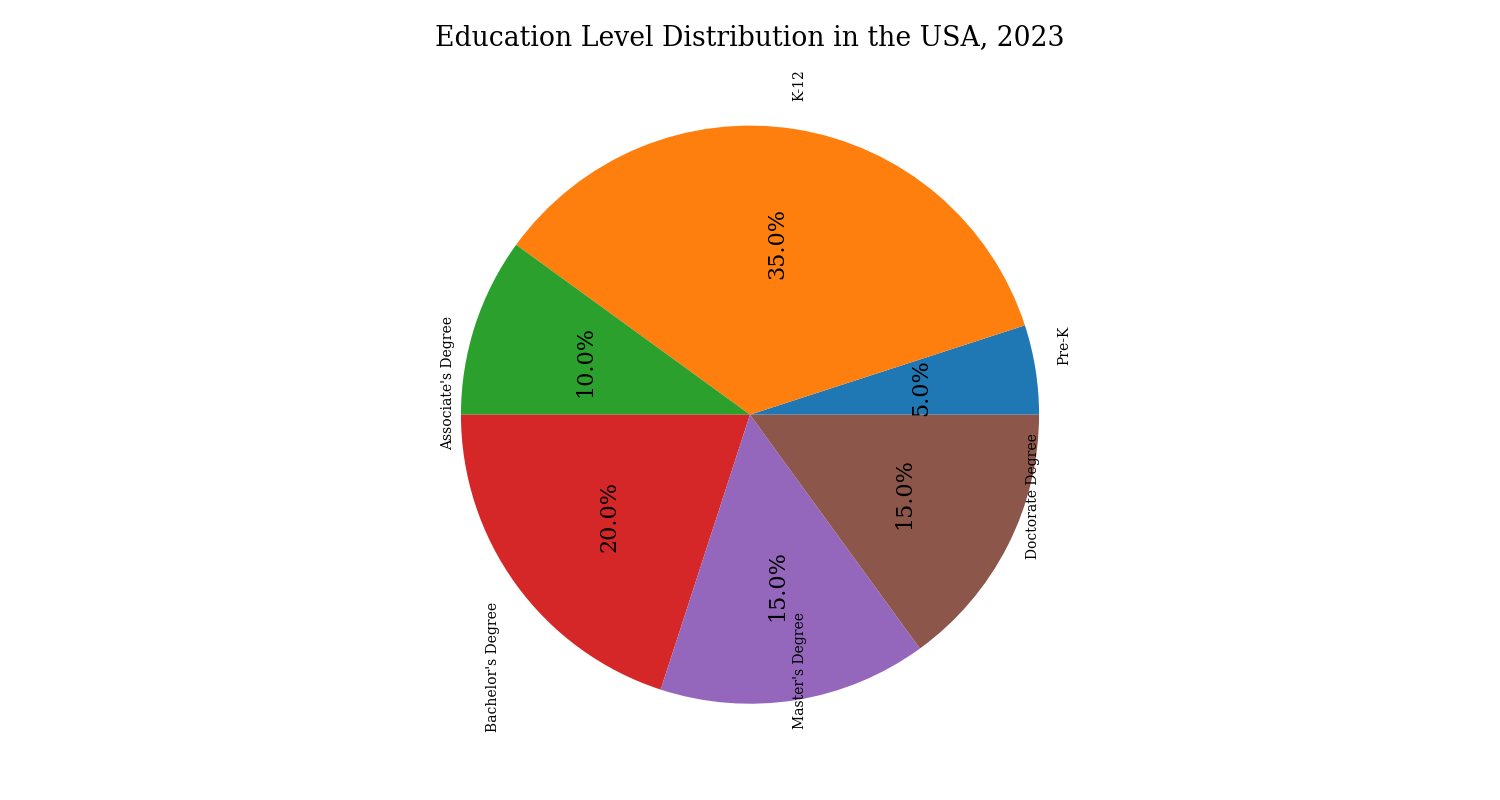 Education Level Distribution in the USA, 2023
K-12
35.0%
Pre-K
5.0%
Associate's Degree
10.0%
Bachelor's Degree
20.0%
Master's Degree
15.0%
Doctorate Degree
15.0%